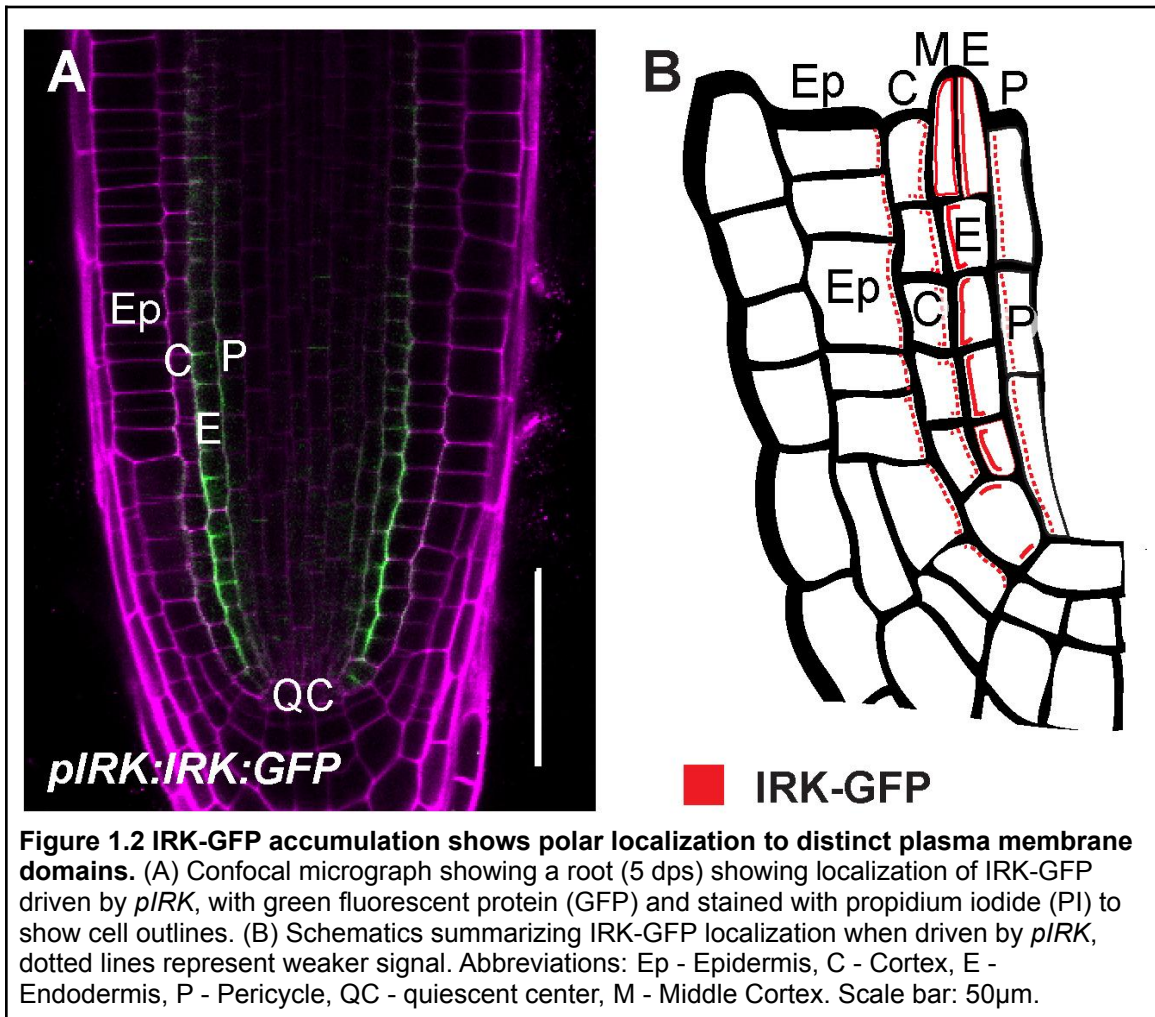 A
B
M E
Ep C P
Ep
C
P
E
QC
pIRK:IRK:GFP
E
Ep
C
P
IRK-GFP
Figure 1.2 IRK-GFP accumulation shows polar localization to distinct plasma membrane
domains. (A) Confocal micrograph showing a root (5 dps) showing localization of IRK-GFP
driven by pIRK, with green fluorescent protein (GFP) and stained with propidium iodide (PI) to
show cell outlines. (B) Schematics summarizing IRK-GFP localization when driven by pIRK,
dotted lines represent weaker signal. Abbreviations: Ep - Epidermis, C - Cortex, E -
Endodermis, P - Pericycle, QC - quiescent center, M - Middle Cortex. Scale bar: 50µm.